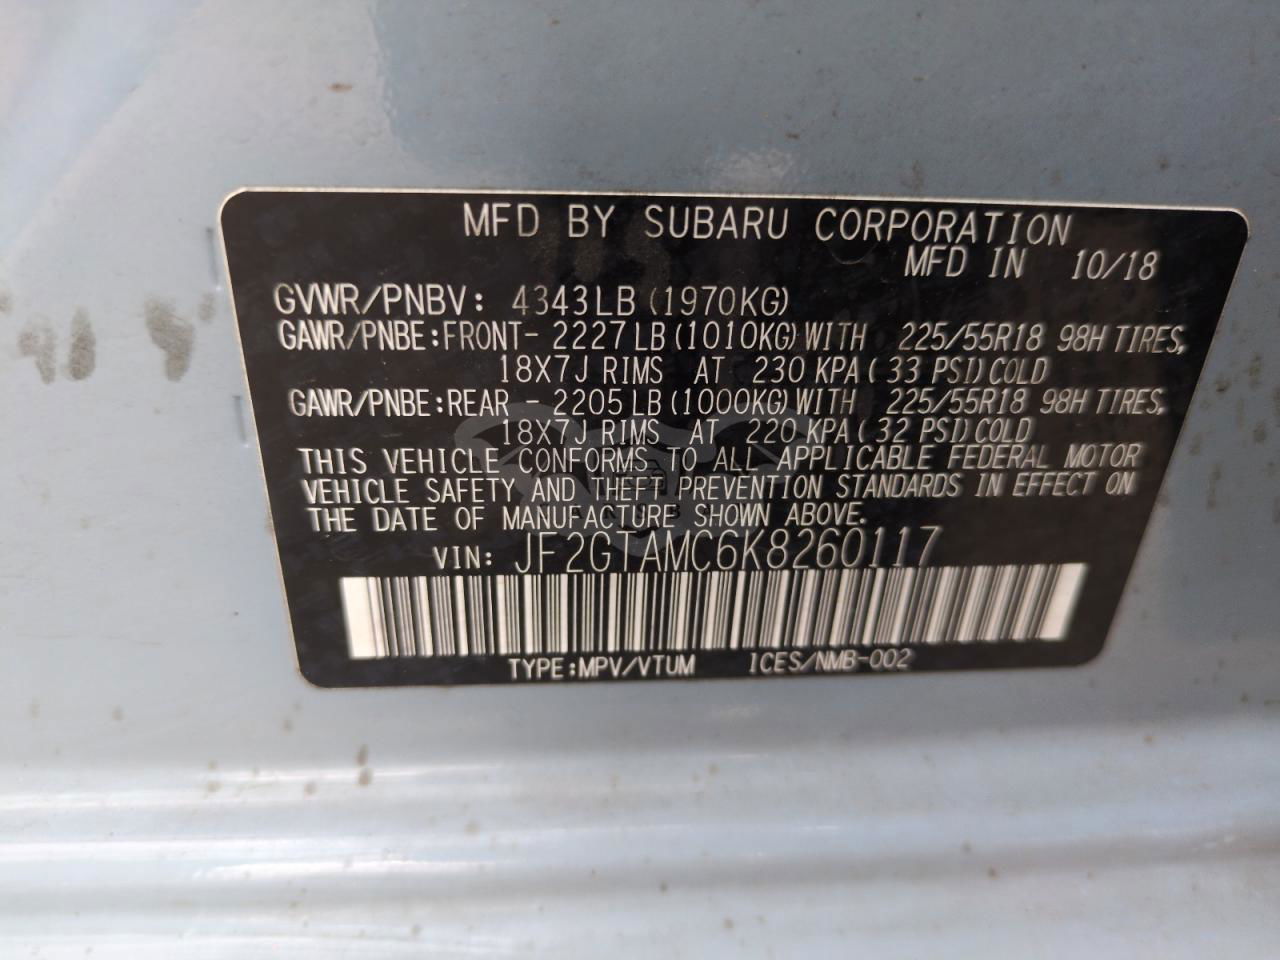 MFD BY SUBARU CORPORATION
MFD IN 10/18
GVWR/PNBV: 4343LB (1970KG)
GAWR/PNBE:FRONT- 2227LB (1010KG) WITH 225/55R18 98H TIRES,
18X7J RIMS AT 230 KPA (33 PSI) COLD
GAWR/PNBE:REAR - 2205LB (1000KG) WITH 225/55R18 98H TIRES,
18X7J RIMS AT 220 KPA (32 PSI) COLD
THIS VEHICLE CONFORMS TO ALL APPLICABLE FEDERAL MOTOR
VEHICLE SAFETY AND THEFT PREVENTION STANDARDS IN EFFECT ON
THE DATE OF MANUFACTURE SHOWN ABOVE.
VIN: JF2GTAMC6K8260117
TYPE:MPV/VTUM ICES/NMB-002